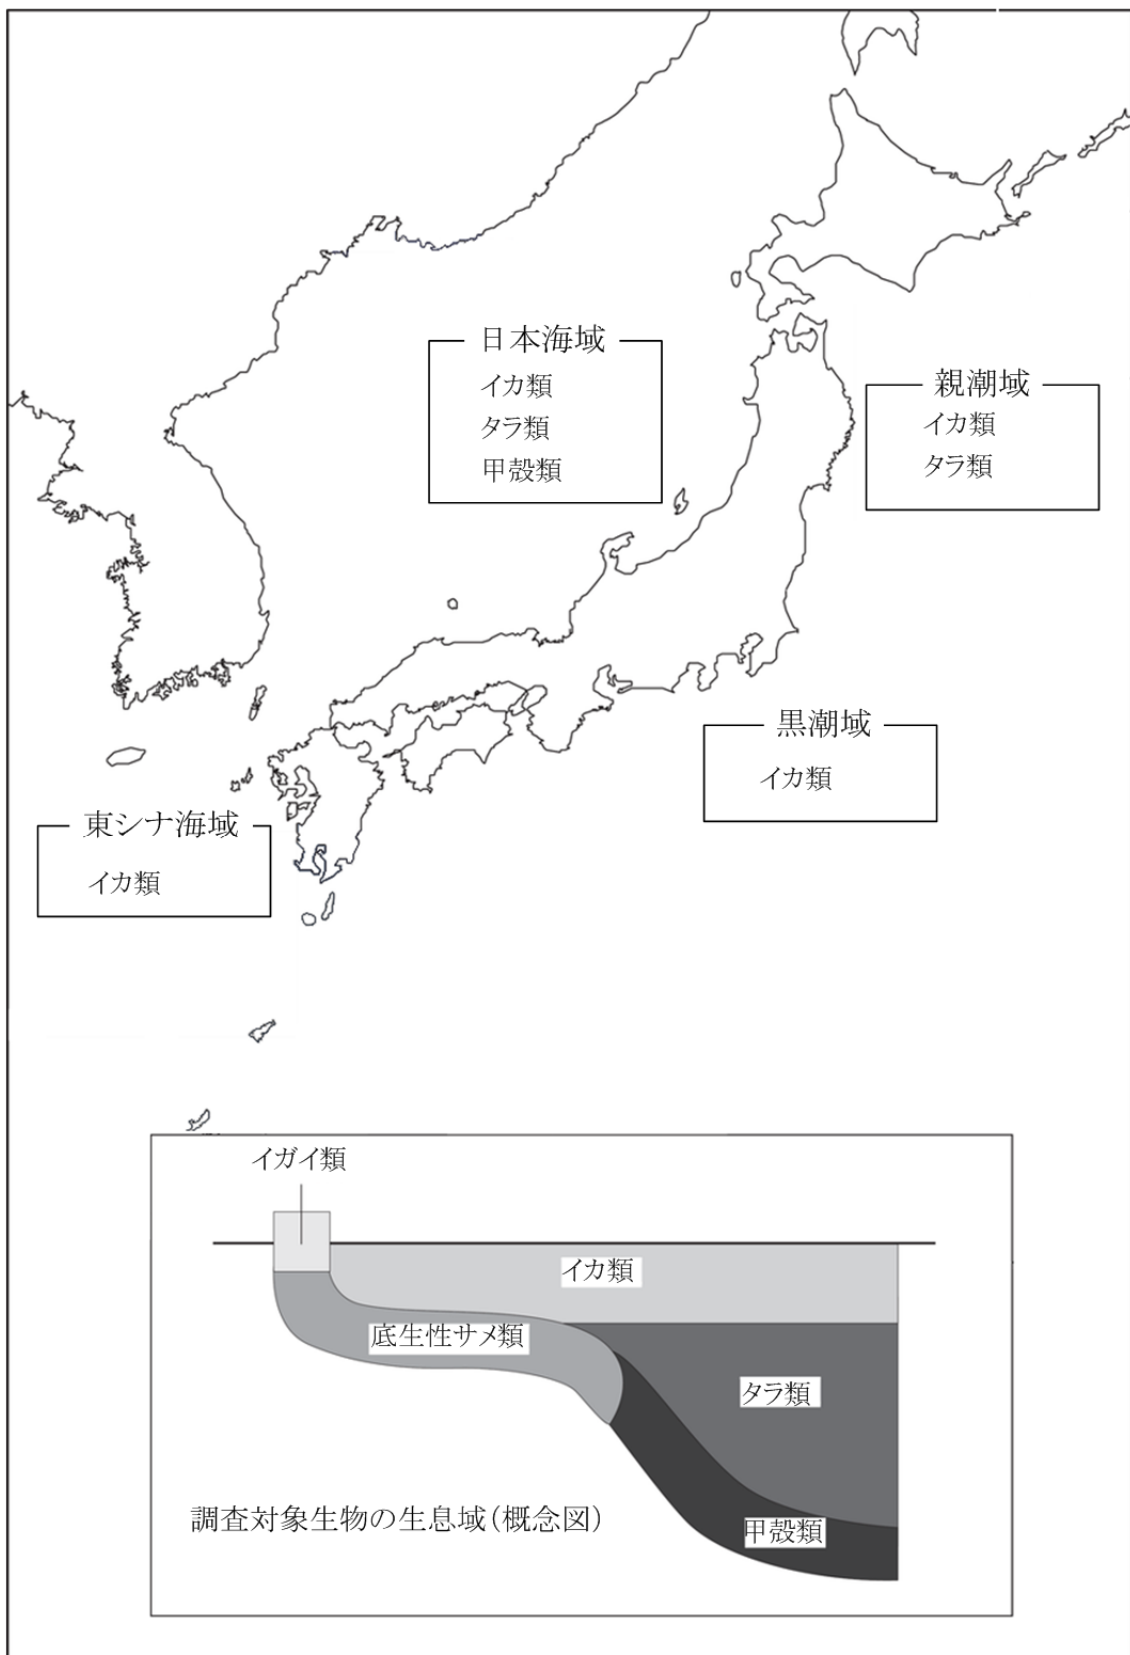 日本海域
イカ類
タラ類
甲殻類
親潮域
イカ類
タラ類
黒潮域
イカ類
東シナ海域
イカ類
イガイ類
イカ類
底生性サメ類
タラ類
甲殻類
調査対象生物の生息域(概念図)